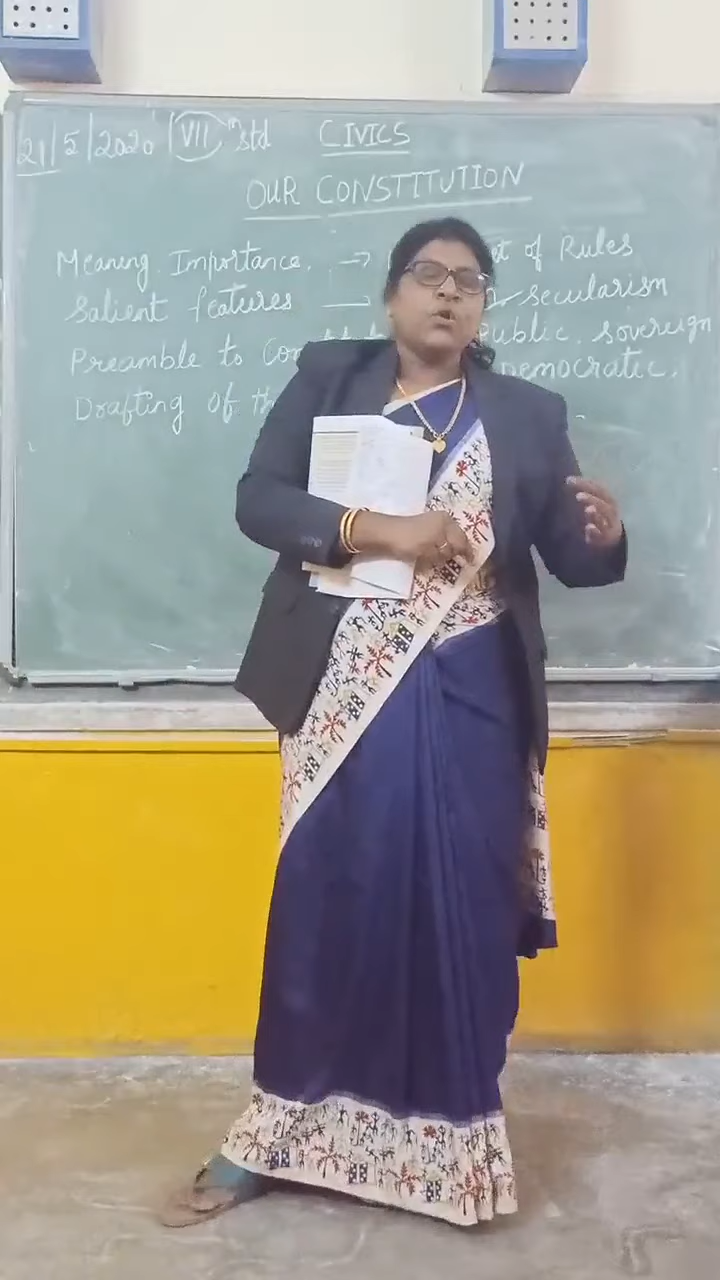 21/5/2020 VII th Std CIVICS
OUR CONSTITUTION
Meaning, Importance. → of Rules
Salient features → secularism
Preamble to Public, sovereign
Drafting of Democratic.